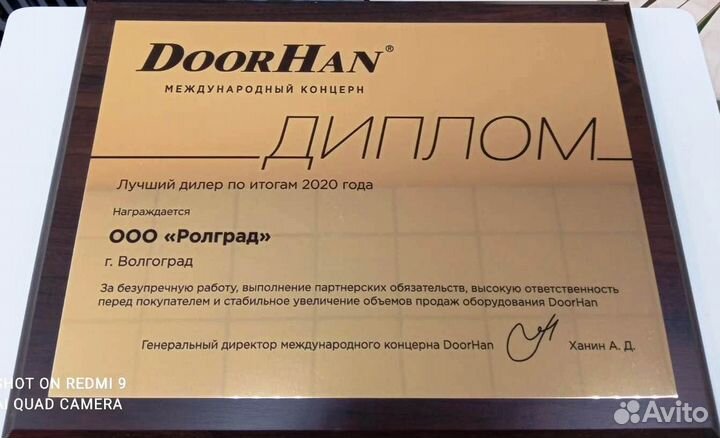 DOORHAN®
МЕЖДУНАРОДНЫЙ КОНЦЕРН
ДИПЛОМ
Лучший дилер по итогам 2020 года
Награждается
ООО «Ролград»
г. Волгоград
За безупречную работу, выполнение партнерских обязательств, высокую ответственность
перед покупателем и стабильное увеличение объемов продаж оборудования DoorHan
Генеральный директор международного концерна DoorHan Ханин А. Д.
SHOT ON REDMI 9
AI QUAD CAMERA
Avito